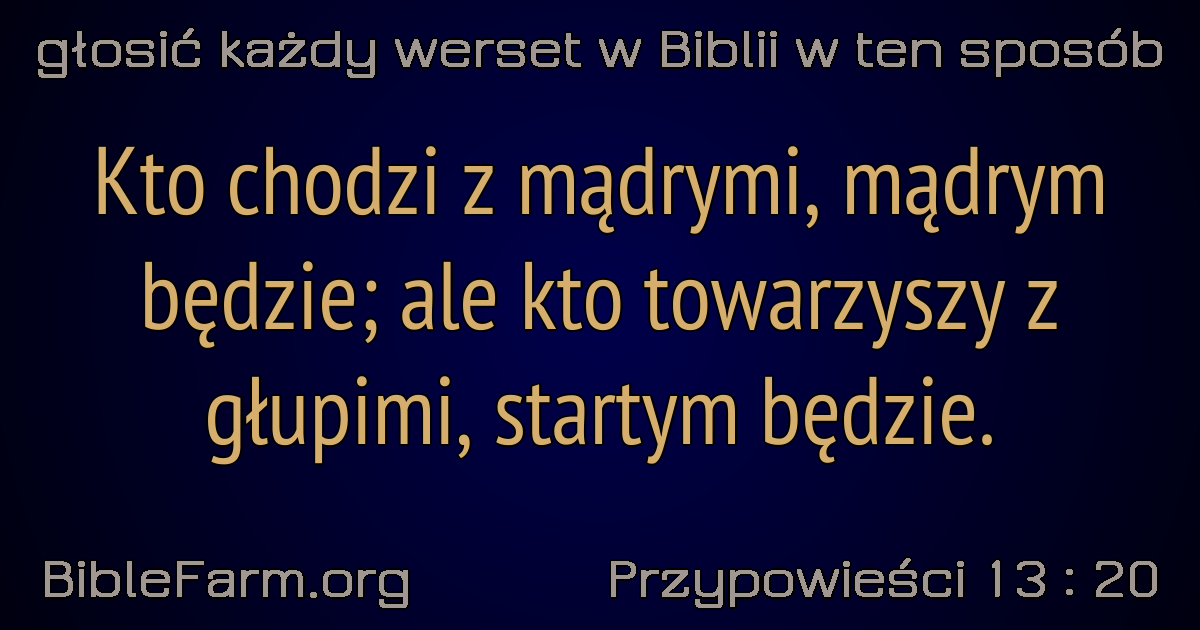 głosić każdy werset w Biblii w ten sposób
Kto chodzi z mądrymi, mądrym
będzie; ale kto towarzyszy z
głupimi, startym będzie.
BibleFarm.org
Przypowieści 13 : 20